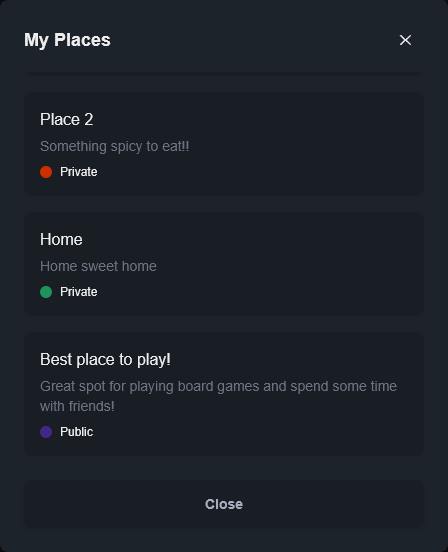 My Places
Place 2
Something spicy to eat!!
Private
Home
Home sweet home
Private
Best place to play!
Great spot for playing board games and spend some time
with friends!
Public
Close